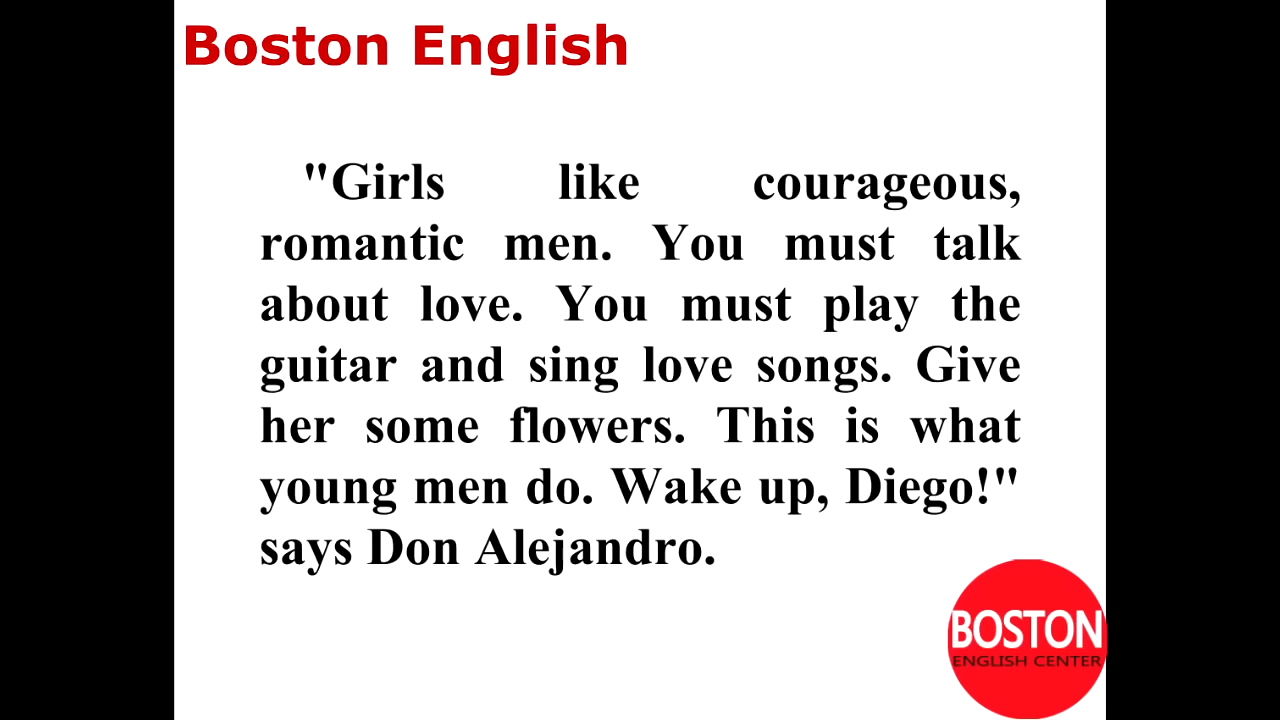 Boston English
"Girls like courageous,
romantic men. You must talk
about love. You must play the
guitar and sing love songs. Give
her some flowers. This is what
young men do. Wake up, Diego!"
says Don Alejandro.
BOSTON
ENGLISH CENTER